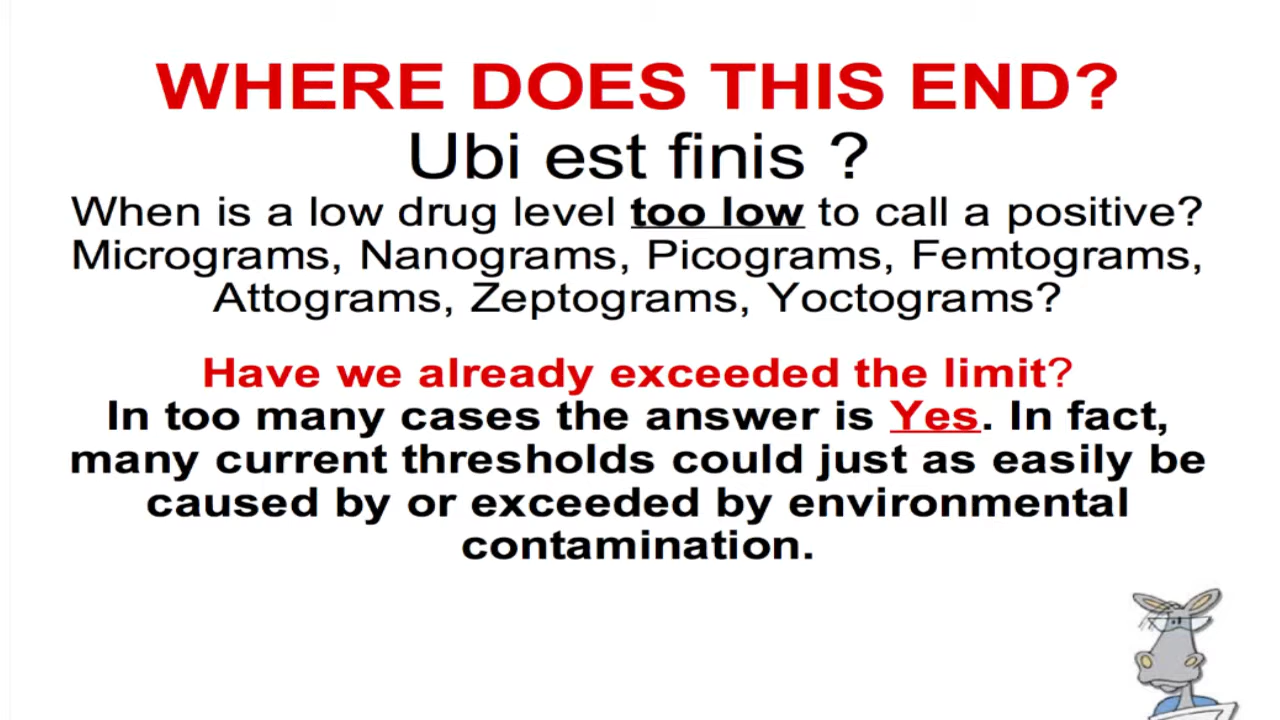 WHERE DOES THIS END?
Ubi est finis ?
When is a low drug level too low to call a positive?
Micrograms, Nanograms, Picograms, Femtograms,
Attograms, Zeptograms, Yoctograms?
Have we already exceeded the limit?
In too many cases the answer is Yes. In fact,
many current thresholds could just as easily be
caused by or exceeded by environmental
contamination.